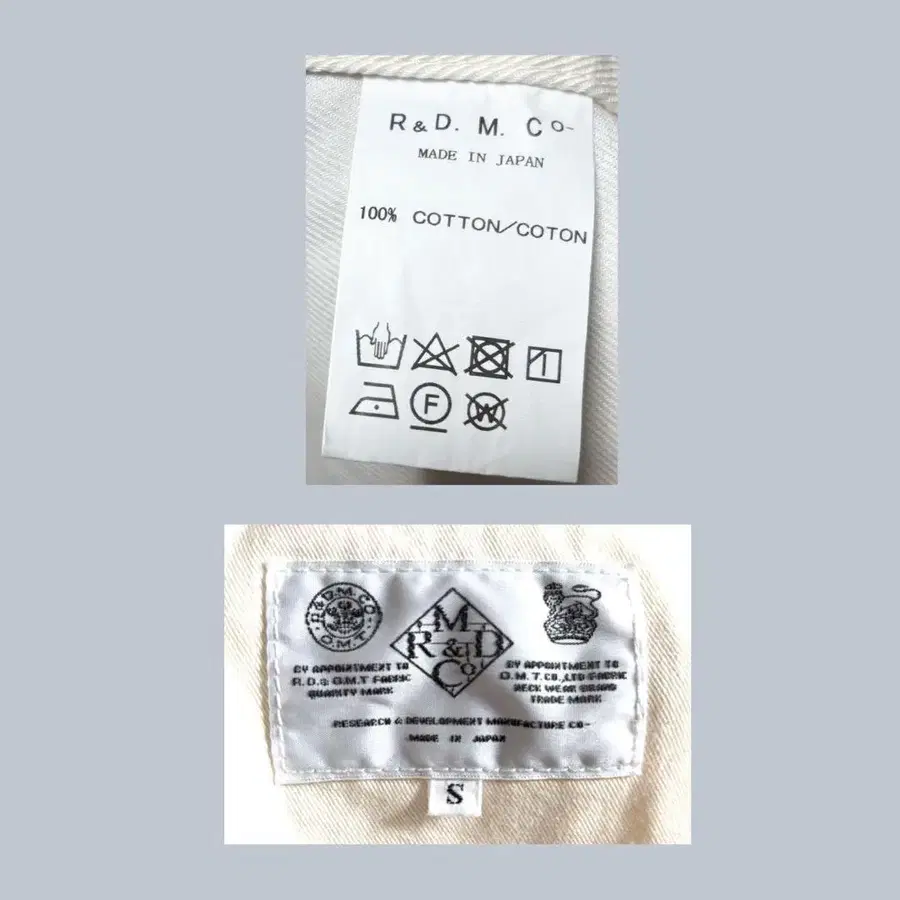 R & D. M. Co-
MADE IN JAPAN
100% COTTON/COTON
F
W
R.&D.M.CO
O.M.T.
M
R & D
Co
BY APPOINTMENT TO
R.D.& O.M.T FABRIC
QUANITY MARK
BY APPOINTMENT TO
O.M.T CO.,LTD FABRIC
NECK WEAR BRAND
TRADE MARK
RESEARCH & DEVELOPMENT MANUFACTURE CO-
MADE IN JAPAN
S